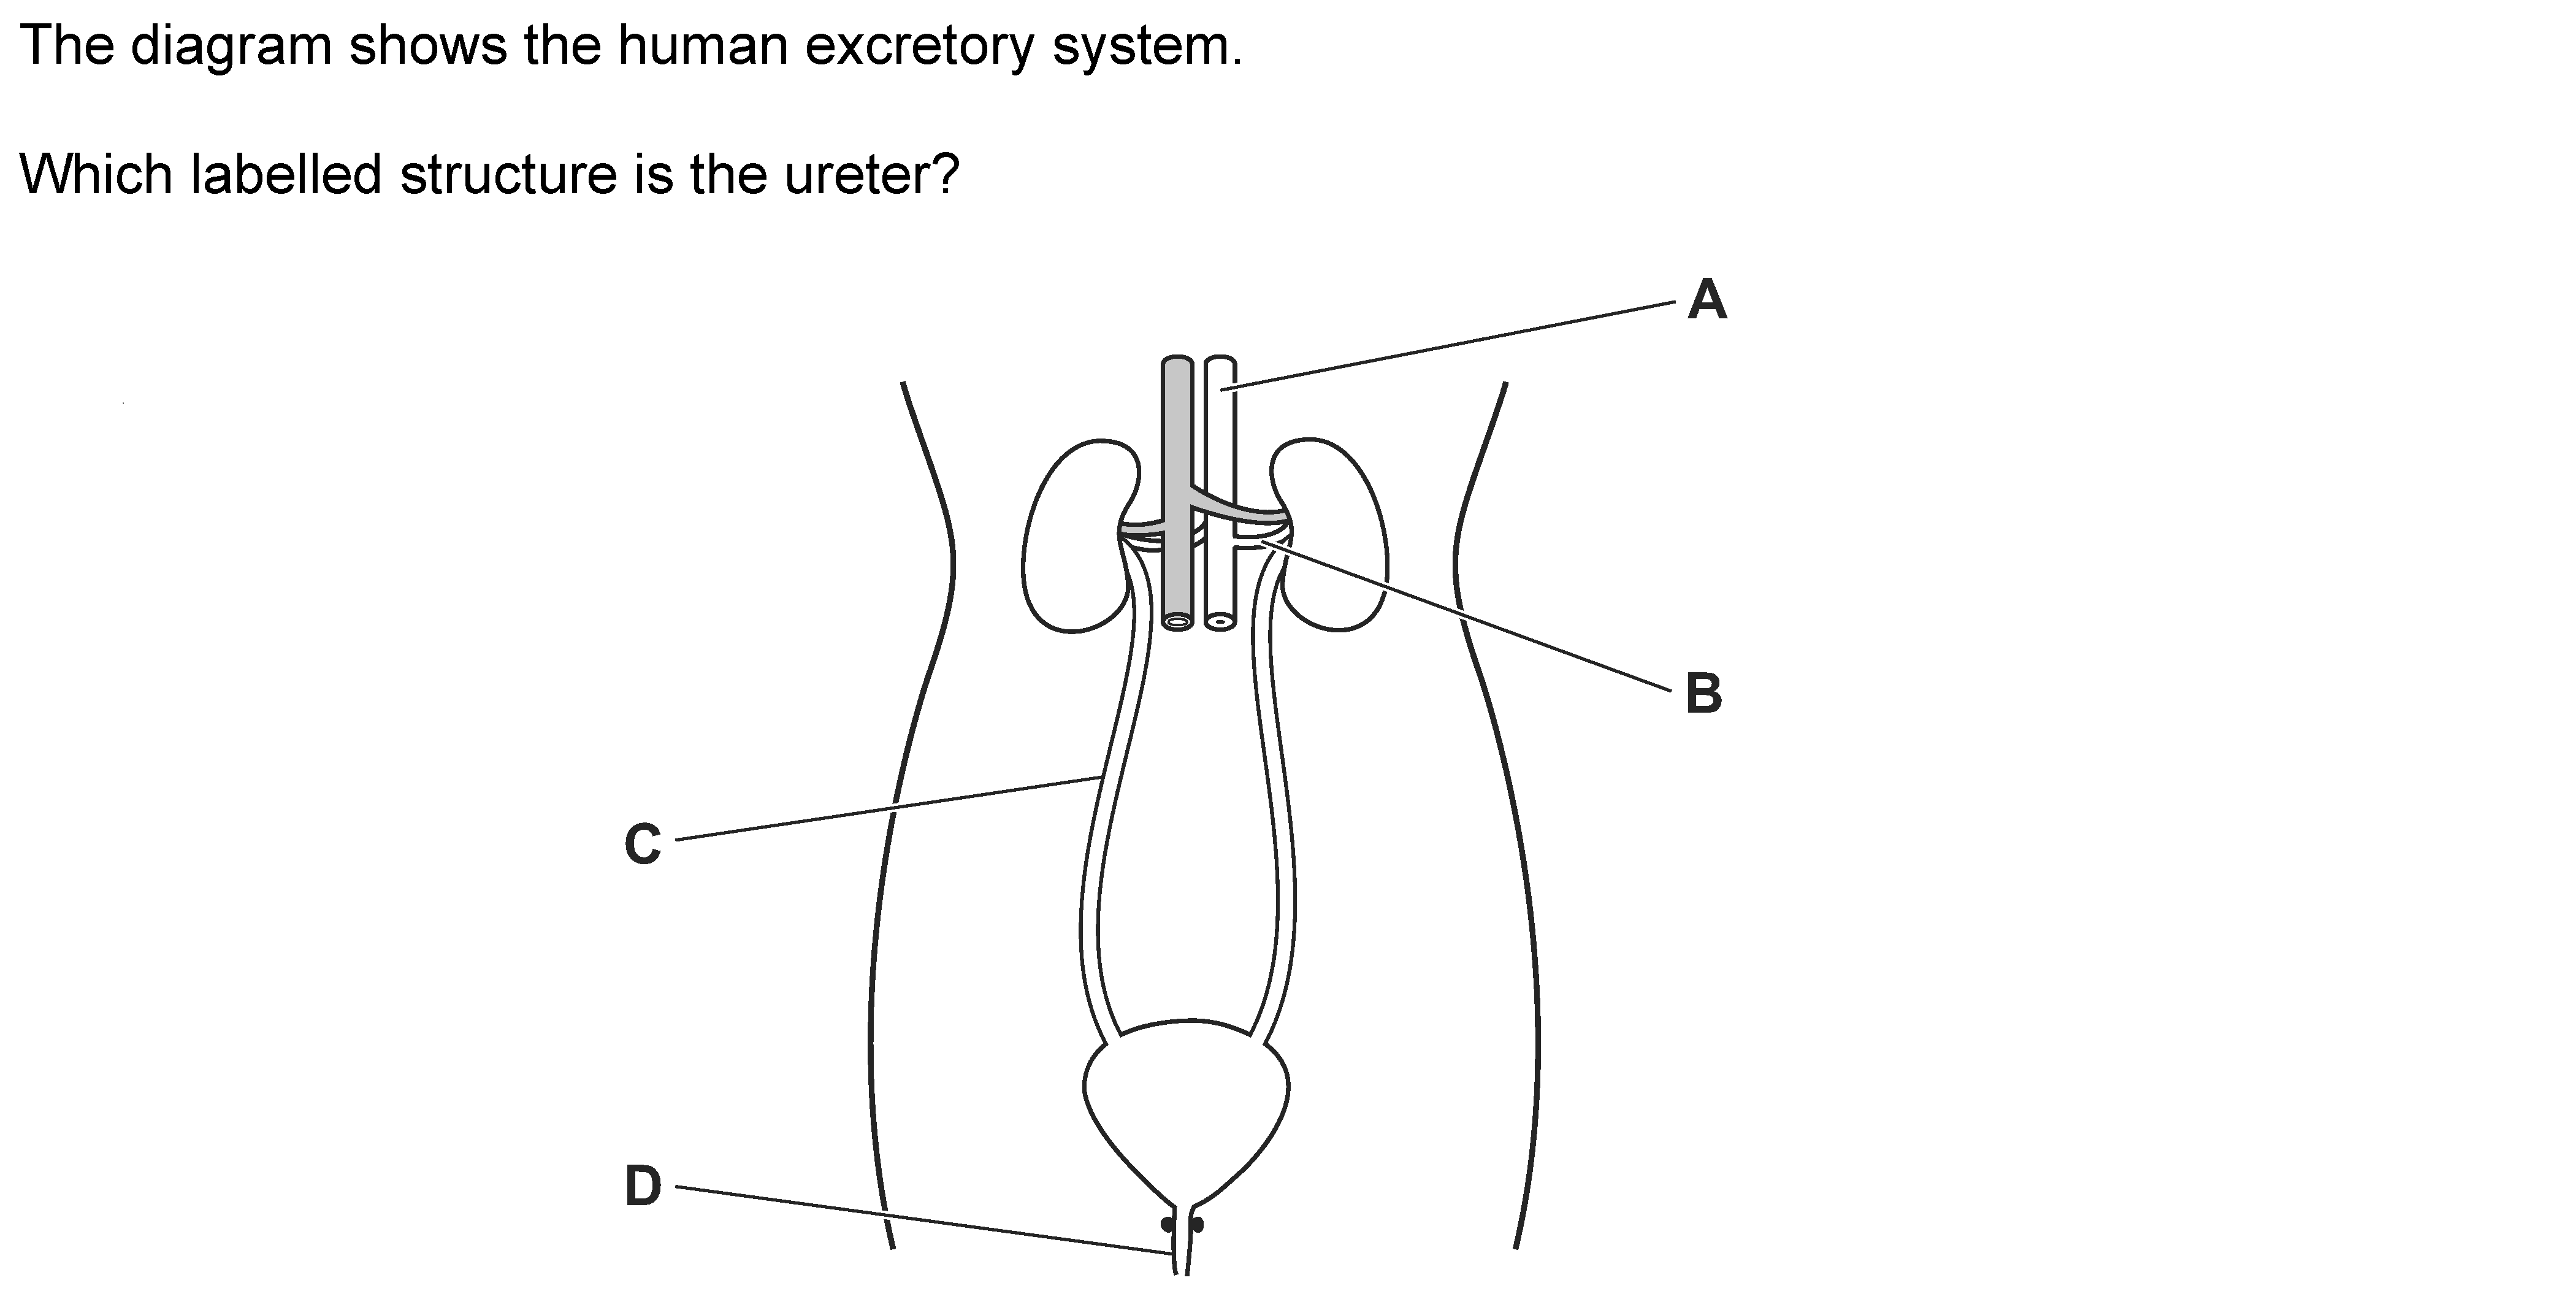 The diagram shows the human excretory system.
Which labelled structure is the ureter?
A
B
C
D